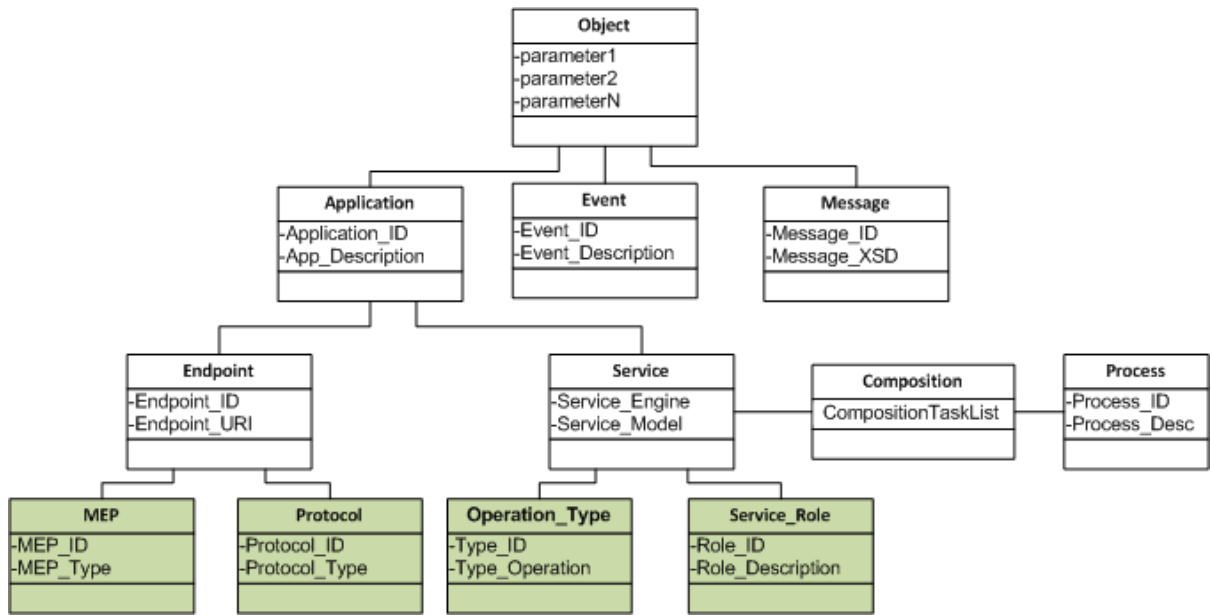 Object
-parameter1
-parameter2
-parameterN
Application
-Application_ID
-App_Description
Event
-Event_ID
-Event_Description
Message
-Message_ID
-Message_XSD
Endpoint
-Endpoint_ID
-Endpoint_URI
Service
-Service_Engine
-Service_Model
Composition
CompositionTaskList
Process
-Process_ID
-Process_Desc
MEP
-MEP_ID
-MEP_Type
Protocol
-Protocol_ID
-Protocol_Type
Operation_Type
-Type_ID
-Type_Operation
Service_Role
-Role_ID
-Role_Description